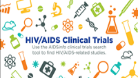 HIV/AIDS Clinical Trials
Use the AIDSinfo clinical trials search
tool to find HIV/AIDS-related studies.